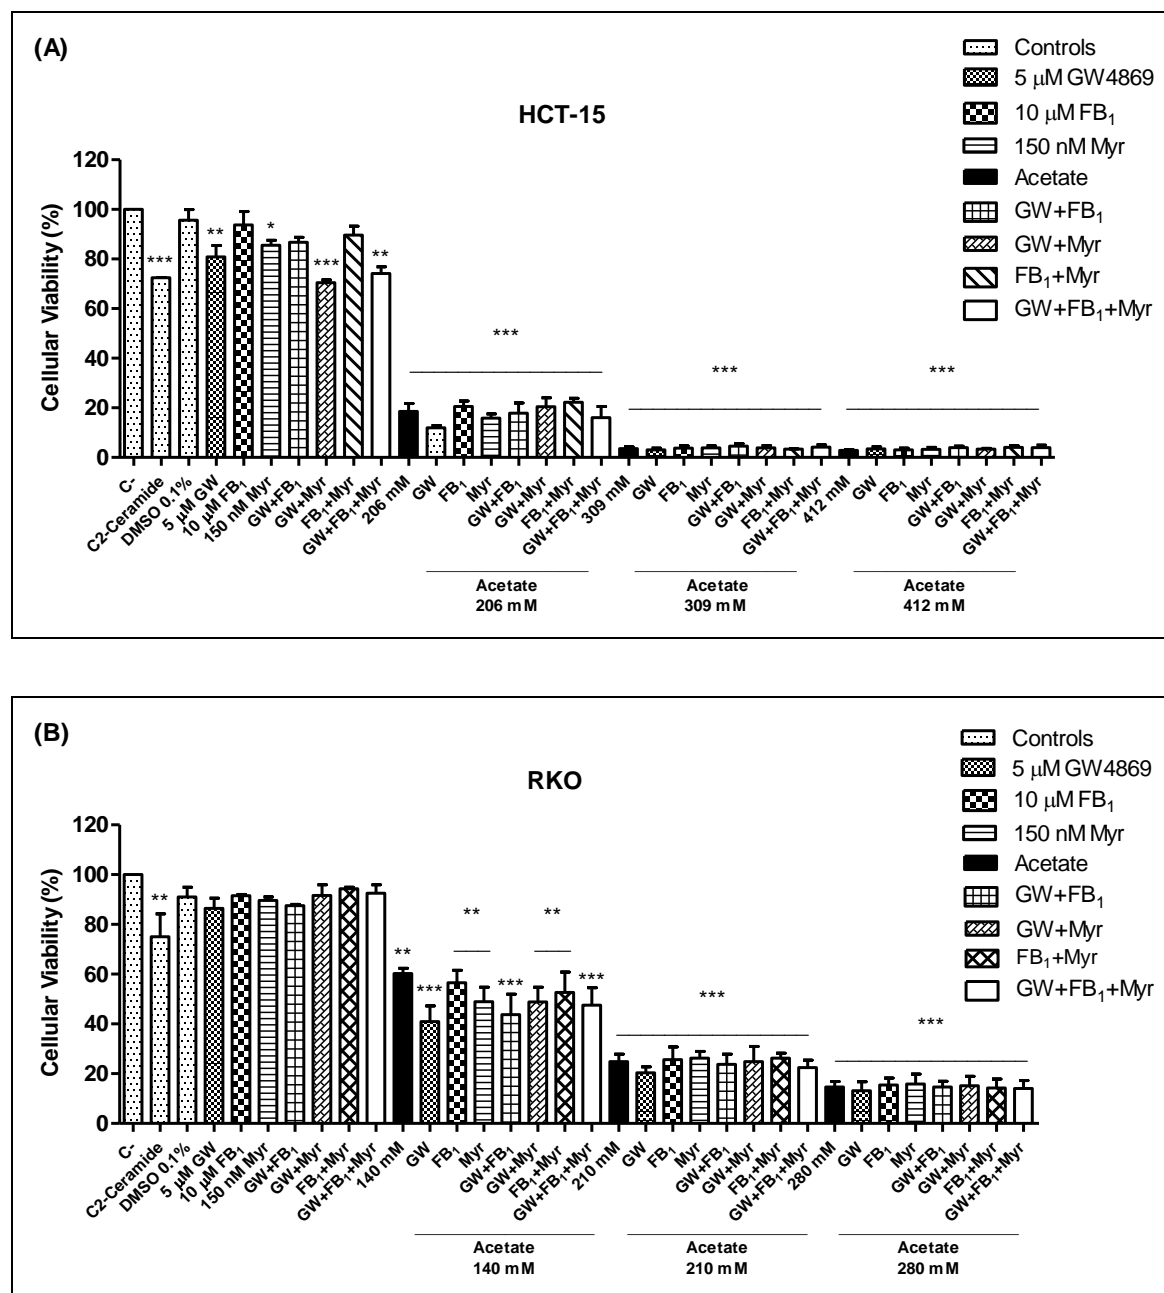 (A)
HCT-15
Controls
5 μM GW4869
10 μM FB₁
150 nM Myr
Acetate
GW+FB₁
GW+Myr
FB₁+Myr
GW+FB₁+Myr
Cellular Viability (%)
120
100
80
60
40
20
0
***
**
*
***
**
***
***
***
C-
C2-Ceramide
DMSO 0.1%
5 μM GW
10 μM FB₁
150 nM Myr
GW+FB₁
GW+Myr
FB₁+Myr
GW+FB₁+Myr
206 mM
GW
FB₁
Myr
GW+FB₁
GW+Myr
FB₁+Myr
GW+FB₁+Myr
309 mM
GW
FB₁
Myr
GW+FB₁
GW+Myr
FB₁+Myr
GW+FB₁+Myr
412 mM
GW
FB₁
Myr
GW+FB₁
GW+Myr
FB₁+Myr
GW+FB₁+Myr
Acetate
206 mM
Acetate
309 mM
Acetate
412 mM
(B)
RKO
Controls
5 μM GW4869
10 μM FB₁
150 nM Myr
Acetate
GW+FB₁
GW+Myr
FB₁+Myr
GW+FB₁+Myr
Cellular Viability (%)
120
100
80
60
40
20
0
**
**
***
**
***
**
***
***
***
C-
C2-Ceramide
DMSO 0.1%
5 μM GW
10 μM FB₁
150 nM Myr
GW+FB₁
GW+Myr
FB₁+Myr
GW+FB₁+Myr
140 mM
GW
FB₁
Myr
GW+FB₁
GW+Myr
FB₁+Myr
GW+FB₁+Myr
210 mM
GW
FB₁
Myr
GW+FB₁
GW+Myr
FB₁+Myr
GW+FB₁+Myr
280 mM
GW
FB₁
Myr
GW+FB₁
GW+Myr
FB₁+Myr
GW+FB₁+Myr
Acetate
140 mM
Acetate
210 mM
Acetate
280 mM